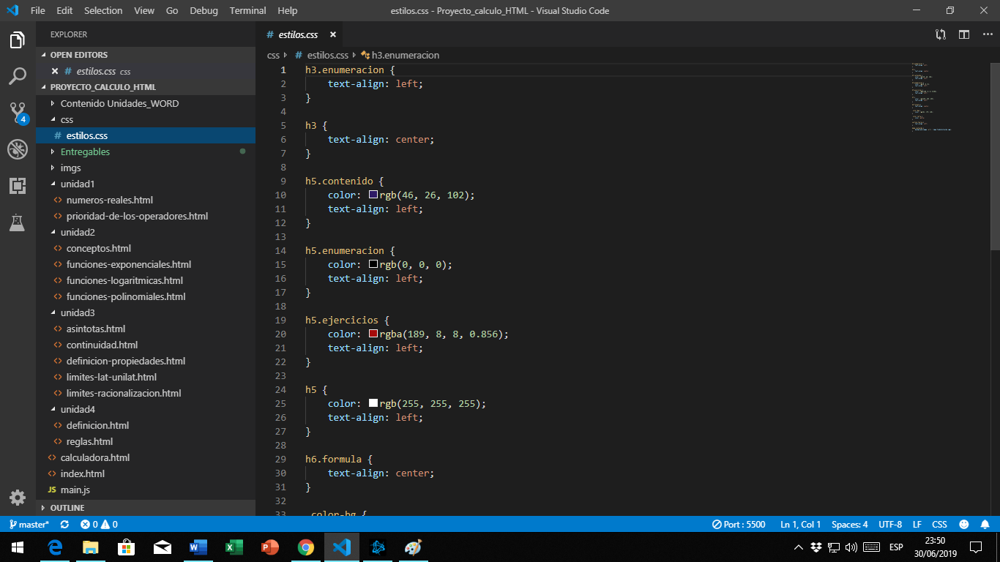 File Edit Selection View Go Debug Terminal Help
estilos.css - Proyecto_calculo_HTML - Visual Studio Code
EXPLORER
OPEN EDITORS
# estilos.css css
PROYECTO_CALCULO_HTML
Contenido Unidades_WORD
css
# estilos.css
Entregables
imgs
unidad1
<> numeros-reales.html
<> prioridad-de-los-operadores.html
unidad2
<> conceptos.html
<> funciones-exponenciales.html
<> funciones-logaritmicas.html
<> funciones-polinomiales.html
unidad3
<> asintotas.html
<> continuidad.html
<> definicion-propiedades.html
<> limites-lat-unilat.html
<> limites-racionalizacion.html
unidad4
<> definicion.html
<> reglas.html
<> calculadora.html
<> index.html
JS main.js
OUTLINE
4
# estilos.css
css # estilos.css h3.enumeracion
1 h3.enumeracion {
2 text-align: left;
3 }
4
5 h3 {
6 text-align: center;
7 }
8
9 h5.contenido {
10 color: rgb(46, 26, 102);
11 text-align: left;
12 }
13
14 h5.enumeracion {
15 color: rgb(0, 0, 0);
16 text-align: left;
17 }
18
19 h5.ejercicios {
20 color: rgba(189, 8, 8, 0.856);
21 text-align: left;
22 }
23
24 h5 {
25 color: rgb(255, 255, 255);
26 text-align: left;
27 }
28
29 h6.formula {
30 text-align: center;
31 }
32
33 .color-bg {
master* 0 0
Port : 5500 Ln 1, Col 1 Spaces: 4 UTF-8 LF CSS
ESP
23:50
30/06/2019